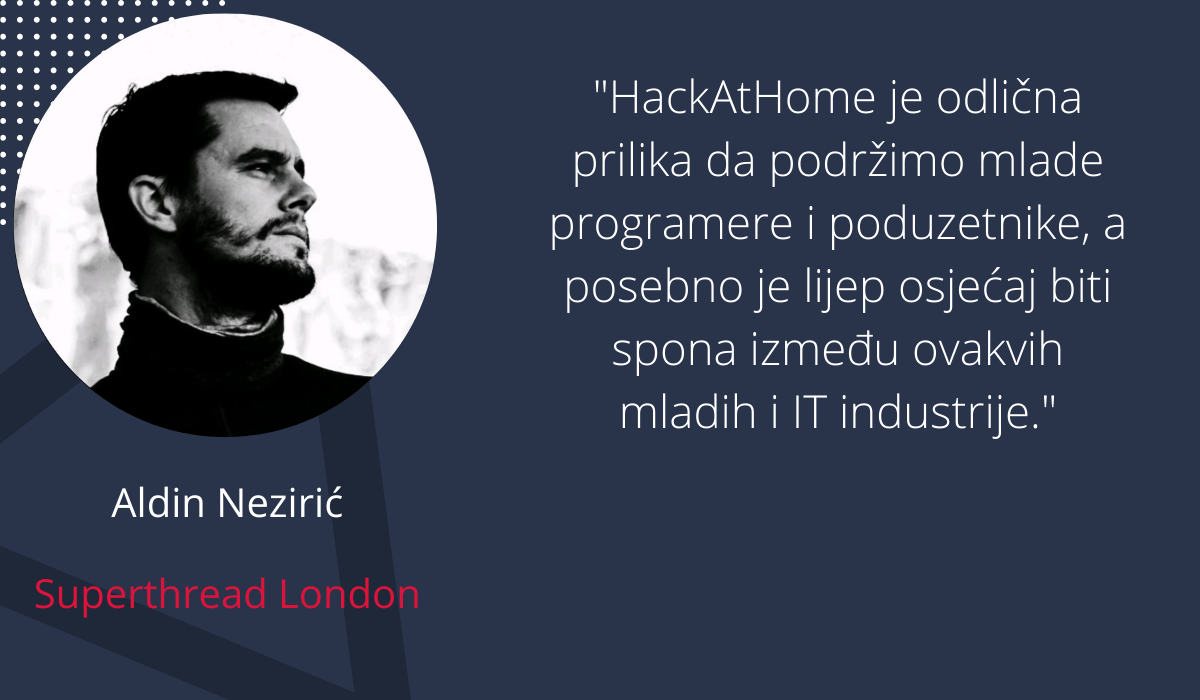 "HackAtHome je odlična
prilika da podržimo mlade
programere i poduzetnike, a
posebno je lijep osjećaj biti
spona između ovakvih
mladih i IT industrije."
Aldin Nezirić
Superthread London